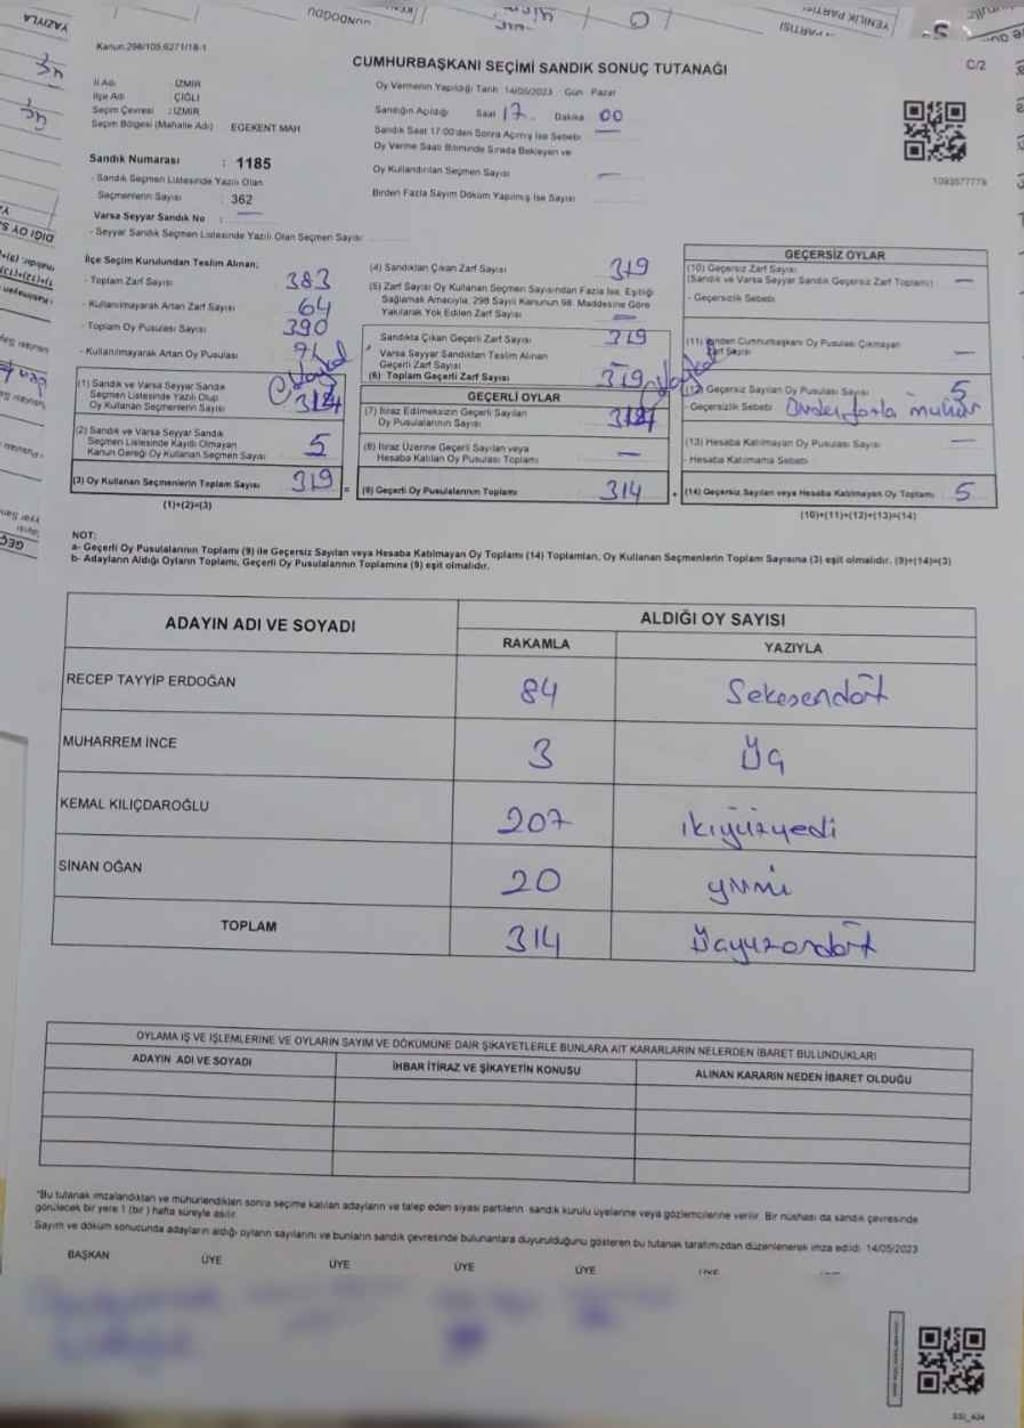 YAZIYLA
YENİLİK PARTİSİ
Kanun:298/105,6271/18-1
CUMHURBAŞKANI SEÇİMİ SANDIK SONUÇ TUTANAĞI
C/2
İl Adı İZMİR
İlçe Adı ÇİĞLİ
Seçim Çevresi : İZMİR
Seçim Bölgesi (Mahalle Adı) EGEKENT MAH
Oy Vermenin Yapıldığı Tarih 14/05/2023 Gün Pazar
Sandığın Açıldığı Saat 17 Dakika 00
Sandık Saat 17:00'den Sonra Açılmış İse Sebebi —
Oy Verme Saati Bitiminde Sırada Bekleyen ve
Oy Kullandırılan Seçmen Sayısı —
Birden Fazla Sayım Döküm Yapılmış İse Sayısı
Sandık Numarası : 1185
- Sandık Seçmen Listesinde Yazılı Olan
Seçmenlerin Sayısı : 362
Varsa Seyyar Sandık No : —
- Seyyar Sandık Seçmen Listesinde Yazılı Olan Seçmen Sayısı
1093577779
İlçe Seçim Kurulundan Teslim Alınan:
- Toplam Zarf Sayısı 383
- Kullanılmayarak Artan Zarf Sayısı 64
- Toplam Oy Pusulası Sayısı 390
- Kullanılmayarak Artan Oy Pusulası 71
(1) Sandık ve Varsa Seyyar Sandık
Seçmen Listesinde Yazılı Olup
Oy Kullanan Seçmenlerin Sayısı
(2) Sandık ve Varsa Seyyar Sandık
Seçmen Listesinde Kayıtlı Olmayan
Kanun Gereği Oy Kullanan Seçmen Sayısı 5
(3) Oy Kullanan Seçmenlerin Toplam Sayısı 319
(1)+(2)=(3)
(4) Sandıktan Çıkan Zarf Sayısı 319
(5) Zarf Sayısı Oy Kullanan Seçmen Sayısından Fazla İse, Eşitliği
Sağlamak Amacıyla, 298 Sayılı Kanunun 98. Maddesine Göre
Yakılarak Yok Edilen Zarf Sayısı —
Sandıkta Çıkan Geçerli Zarf Sayısı 319
Varsa Seyyar Sandıktan Teslim Alınan
Geçerli Zarf Sayısı —
(6) Toplam Geçerli Zarf Sayısı 319
GEÇERLİ OYLAR
(7) İtiraz Edilmeksizin Geçerli Sayılan
Oy Pusulalarının Sayısı
(8) İtiraz Üzerine Geçerli Sayılan veya
Hesaba Katılan Oy Pusulası Toplamı —
= (9) Geçerli Oy Pusulalarının Toplamı 314
GEÇERSİZ OYLAR
(10) Geçersiz Zarf Sayısı
(Sandık ve Varsa Seyyar Sandık Geçersiz Zarf Toplamı) —
- Geçersizlik Sebebi
(11) Cumhurbaşkanı Oy Pusulası Çıkmayan
Zarf Sayısı —
(12) Geçersiz Sayılan Oy Pusulası Sayısı 5
- Geçersizlik Sebebi Birden fazla mühür
(13) Hesaba Katılmayan Oy Pusulası Sayısı —
- Hesaba Katılmama Sebebi
+ (14) Geçersiz Sayılan veya Hesaba Katılmayan Oy Toplamı 5
(10)+(11)+(12)+(13)=(14)
NOT:
a- Geçerli Oy Pusulalarının Toplamı (9) ile Geçersiz Sayılan veya Hesaba Katılmayan Oy Toplamı (14) Toplamları, Oy Kullanan Seçmenlerin Toplam Sayısına (3) eşit olmalıdır. (9)+(14)=(3)
b- Adayların Aldığı Oyların Toplamı, Geçerli Oy Pusulalarının Toplamına (9) eşit olmalıdır.
ADAYIN ADI VE SOYADI ALDIĞI OY SAYISI
RAKAMLA YAZIYLA
RECEP TAYYİP ERDOĞAN 84 Seksendört
MUHARREM İNCE 3 Üç
KEMAL KILIÇDAROĞLU 207 ikiyüzyedi
SİNAN OĞAN 20 yirmi
TOPLAM 314 Üçyüzondört
OYLAMA İŞ VE İŞLEMLERİNE VE OYLARIN SAYIM VE DÖKÜMÜNE DAİR ŞİKAYETLERLE BUNLARA AİT KARARLARIN NELERDEN İBARET BULUNDUKLARI
ADAYIN ADI VE SOYADI İHBAR İTİRAZ VE ŞİKAYETİN KONUSU ALINAN KARARIN NEDEN İBARET OLDUĞU
"Bu tutanak imzalandıktan ve mühürlendikten sonra seçime katılan adayların ve talep eden siyasi partilerin sandık kurulu üyelerine veya gözlemcilerine verilir. Bir nüshası da sandık çevresinde
görülecek bir yere 1 (bir) hafta süreyle asılır.
Sayım ve döküm sonucunda adayların aldığı oyların sayılarını ve bunların sandık çevresinde bulunanlara duyurulduğunu gösteren bu tutanak tarafımızdan düzenlenerek imza edildi. 14/05/2023
BAŞKAN ÜYE ÜYE ÜYE ÜYE ÜYE